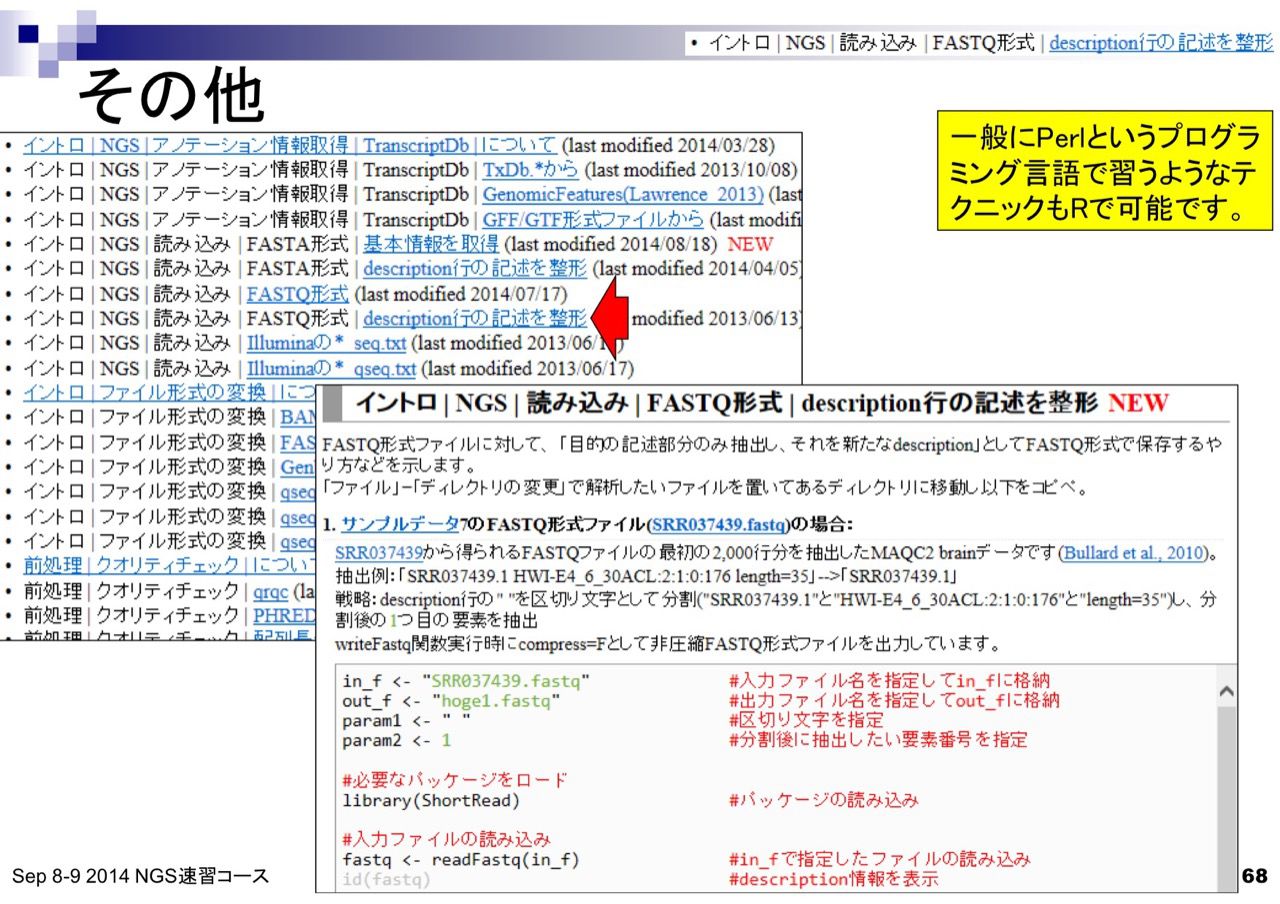 • イントロ | NGS | 読み込み | FASTQ形式 | description行の記述を整形
その他
一般にPerlというプログラ
ミング言語で習うようなテ
クニックもRで可能です。
• イントロ | NGS | アノテーション情報取得 | TranscriptDb | について (last modified 2014/03/28)
• イントロ | NGS | アノテーション情報取得 | TranscriptDb | TxDb.*から (last modified 2013/10/08)
• イントロ | NGS | アノテーション情報取得 | TranscriptDb | GenomicFeatures(Lawrence_2013) (last
• イントロ | NGS | アノテーション情報取得 | TranscriptDb | GFF/GTF形式ファイルから (last modifi
• イントロ | NGS | 読み込み | FASTA形式 | 基本情報を取得 (last modified 2014/08/18) NEW
• イントロ | NGS | 読み込み | FASTA形式 | description行の記述を整形 (last modified 2014/04/05)
• イントロ | NGS | 読み込み | FASTQ形式 (last modified 2014/07/17)
• イントロ | NGS | 読み込み | FASTQ形式 | description行の記述を整形 modified 2013/06/13)
• イントロ | NGS | 読み込み | Illuminaの*_seq.txt (last modified 2013/06/1
• イントロ | NGS | 読み込み | Illuminaの*_qseq.txt (last modified 2013/06/17)
• イントロ | ファイル形式の変換 | につ
• イントロ | ファイル形式の変換 | BAM
• イントロ | ファイル形式の変換 | FAS
• イントロ | ファイル形式の変換 | Gen
• イントロ | ファイル形式の変換 | qseq
• イントロ | ファイル形式の変換 | qseq
• イントロ | ファイル形式の変換 | qseq
• 前処理 | クオリティチェック | につい
• 前処理 | クオリティチェック | qrqc (la
• 前処理 | クオリティチェック | PHRED
• 前処理 | クオリティチェック | 配列長
イントロ | NGS | 読み込み | FASTQ形式 | description行の記述を整形 NEW
FASTQ形式ファイルに対して、「目的の記述部分のみ抽出し、それを新たなdescription」としてFASTQ形式で保存するや
り方などを示します。
「ファイル」−「ディレクトリの変更」で解析したいファイルを置いてあるディレクトリに移動し以下をコピペ。
1. サンプルデータ7のFASTQ形式ファイル(SRR037439.fastq)の場合:
SRR037439から得られるFASTQファイルの最初の2,000行分を抽出したMAQC2 brainデータです(Bullard et al., 2010)。
抽出例:「SRR037439.1 HWI-E4_6_30ACL:2:1:0:176 length=35」-->「SRR037439.1」
戦略: description行の" "を区切り文字として分割("SRR037439.1"と"HWI-E4_6_30ACL:2:1:0:176"と"length=35")し、分
割後の1つ目の要素を抽出
writeFastq関数実行時にcompress=Fとして非圧縮FASTQ形式ファイルを出力しています。
in_f <- "SRR037439.fastq" #入力ファイル名を指定してin_fに格納
out_f <- "hoge1.fastq" #出力ファイル名を指定してout_fに格納
param1 <- " " #区切り文字を指定
param2 <- 1 #分割後に抽出したい要素番号を指定
#必要なパッケージをロード
library(ShortRead) #パッケージの読み込み
#入力ファイルの読み込み
fastq <- readFastq(in_f) #in_fで指定したファイルの読み込み
id(fastq) #description情報を表示
Sep 8-9 2014 NGS速習コース
68